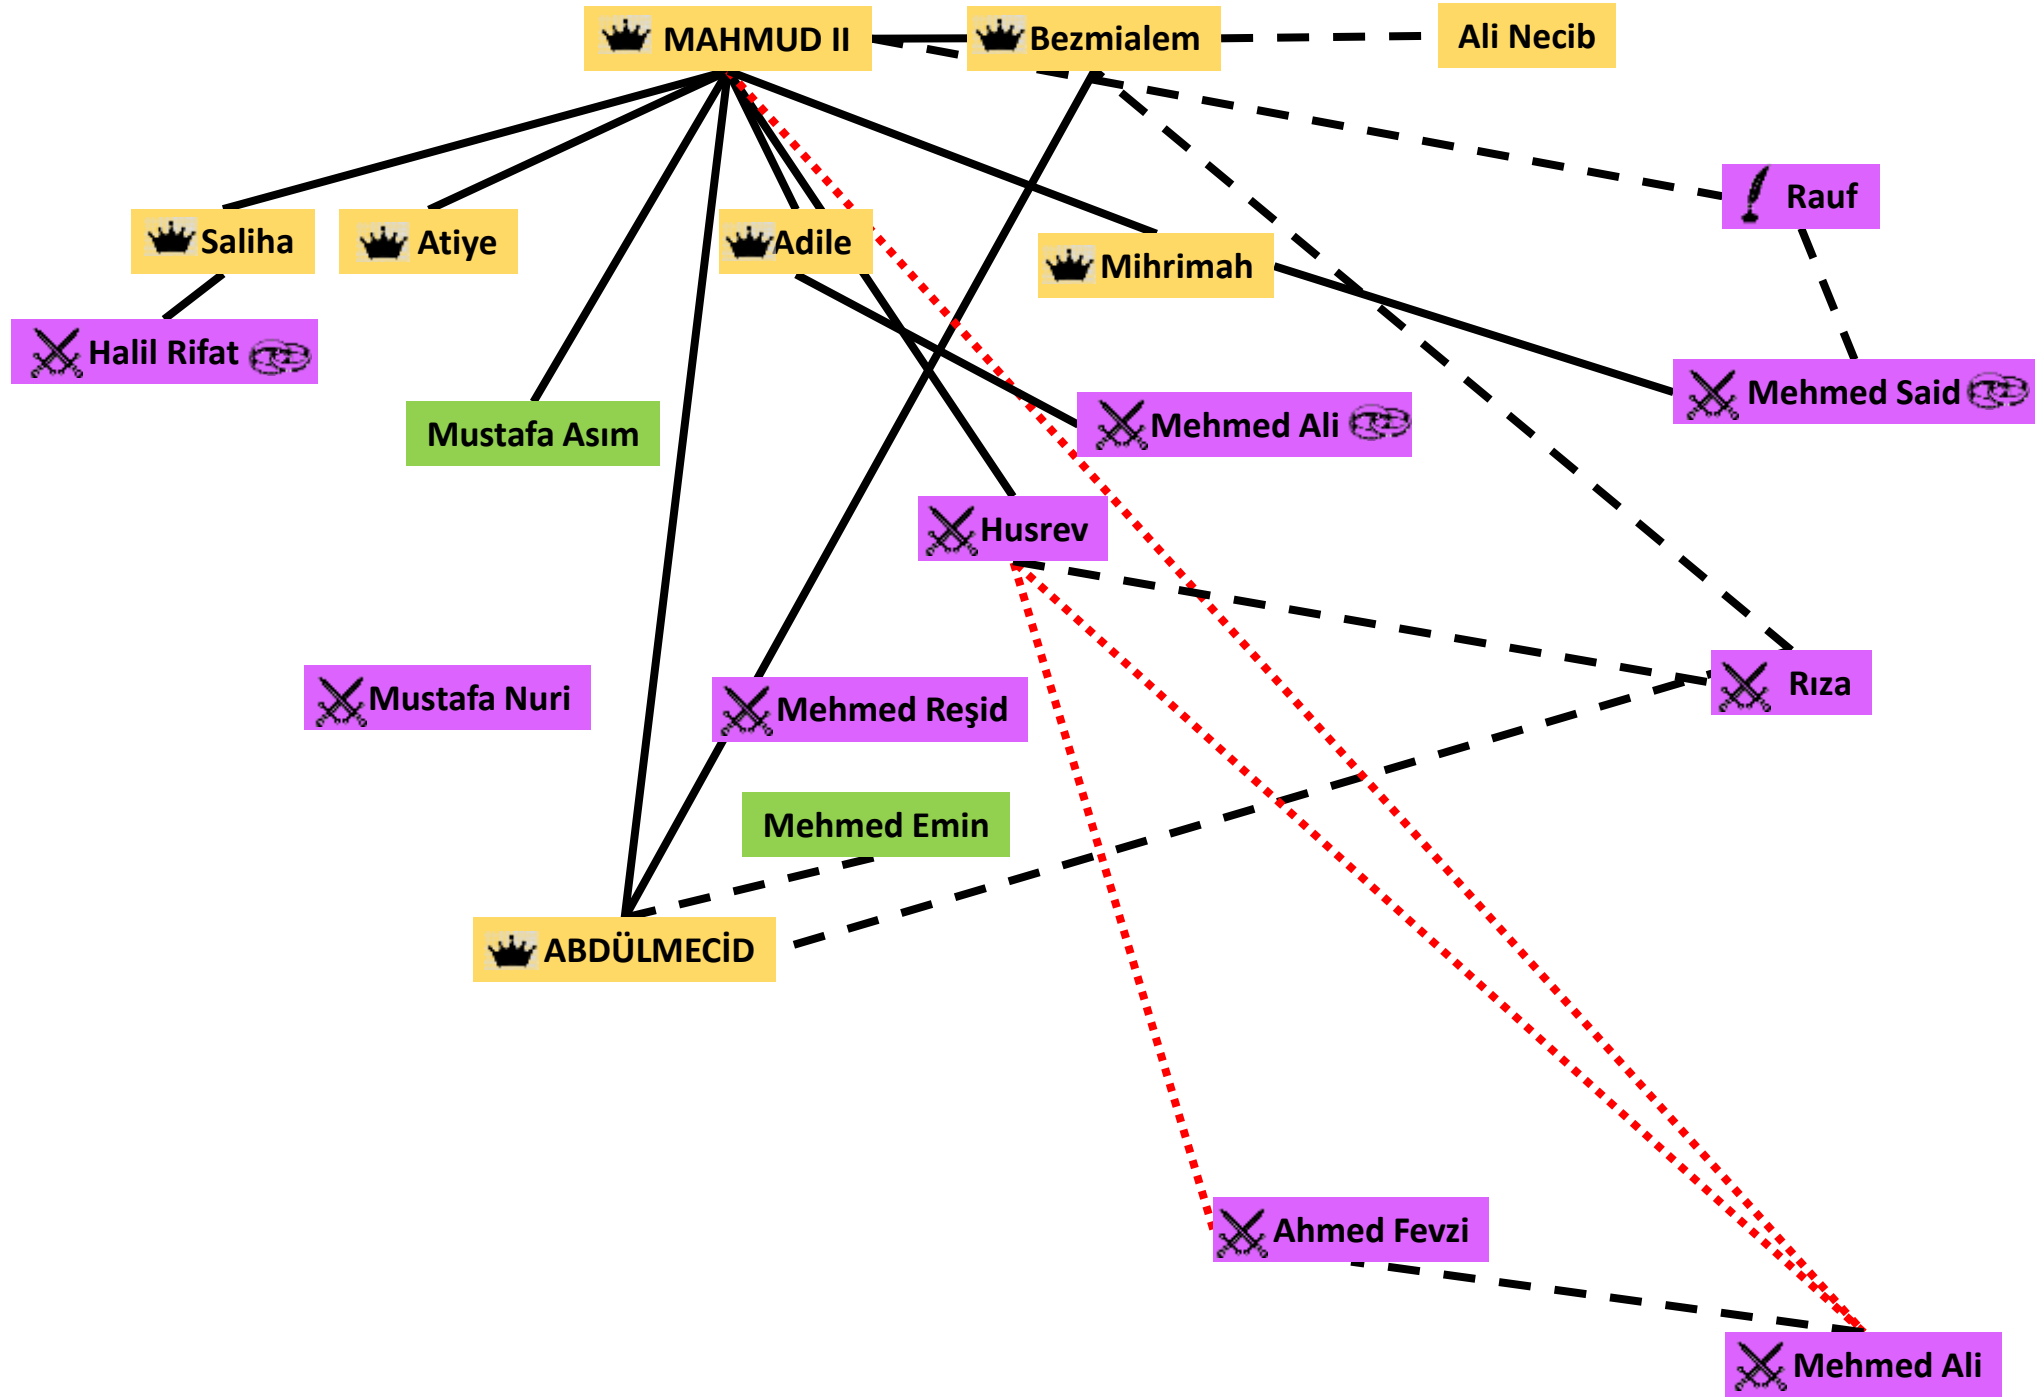 MAHMUD II
Bezmialem
Ali Necib
Rauf
Saliha
Atiye
Adile
Mihrimah
Halil Rifat
Mehmed Said
Mustafa Asım
Mehmed Ali
Husrev
Mustafa Nuri
Mehmed Reşid
Rıza
Mehmed Emin
ABDÜLMECİD
Ahmed Fevzi
Mehmed Ali